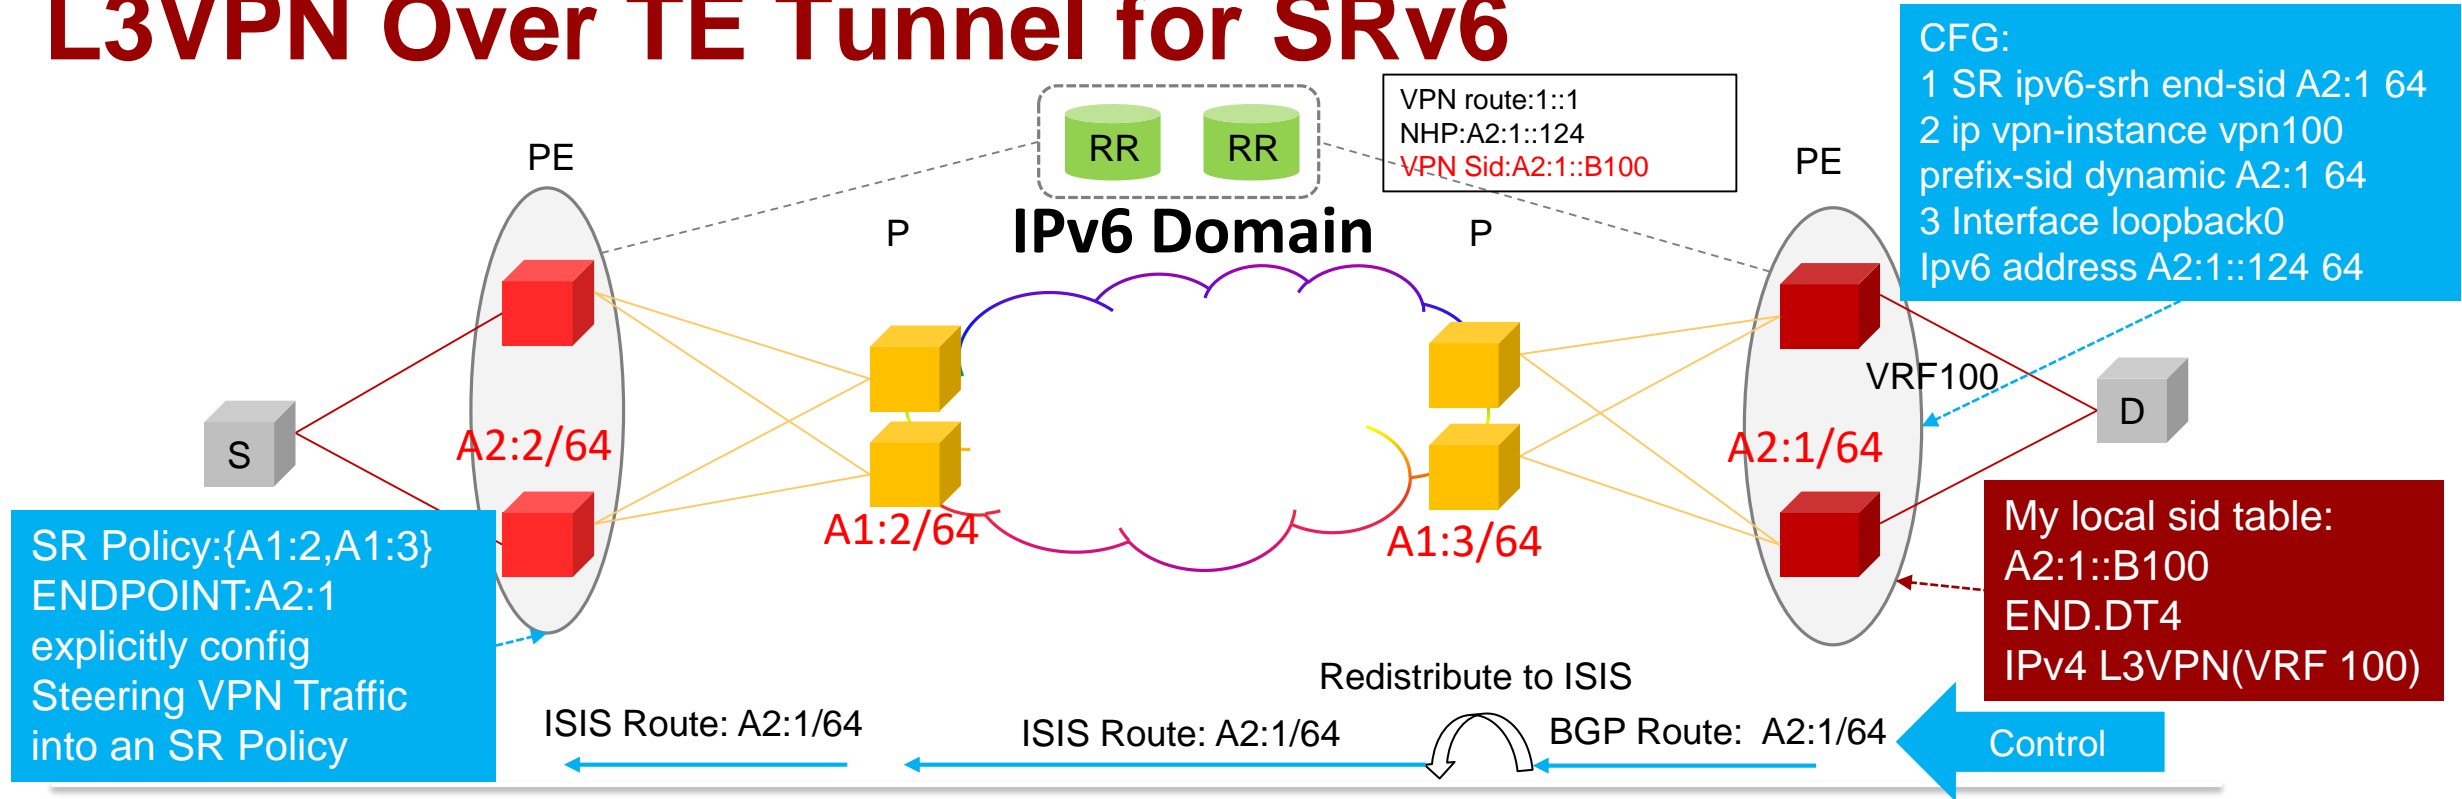 L3VPN Over TE Tunnel for SRv6
CFG:
1 SR ipv6-srh end-sid A2:1 64
2 ip vpn-instance vpn100
prefix-sid dynamic A2:1 64
3 Interface loopback0
Ipv6 address A2:1::124 64
VPN route:1::1
NHP:A2:1::124
VPN Sid:A2:1::B100
RR
RR
PE
PE
P
IPv6 Domain
P
VRF100
S
D
A2:2/64
A2:1/64
A1:2/64
A1:3/64
SR Policy:{A1:2,A1:3}
ENDPOINT:A2:1
explicitly config
Steering VPN Traffic
into an SR Policy
My local sid table:
A2:1::B100
END.DT4
IPv4 L3VPN(VRF 100)
Redistribute to ISIS
ISIS Route: A2:1/64
ISIS Route: A2:1/64
BGP Route: A2:1/64
Control